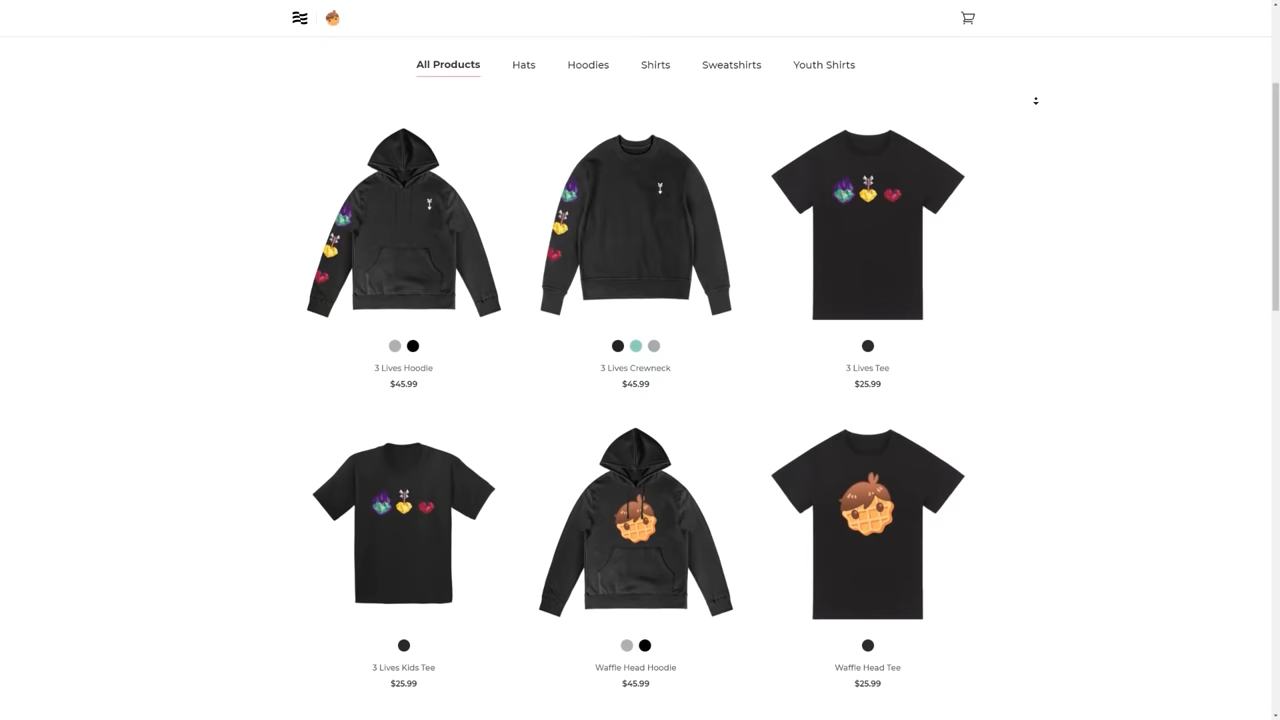 All Products
Hats
Hoodies
Shirts
Sweatshirts
Youth Shirts
3 Lives Hoodie
$45.99
3 Lives Crewneck
$45.99
3 Lives Tee
$25.99
3 Lives Kids Tee
$25.99
Waffle Head Hoodie
$45.99
Waffle Head Tee
$25.99